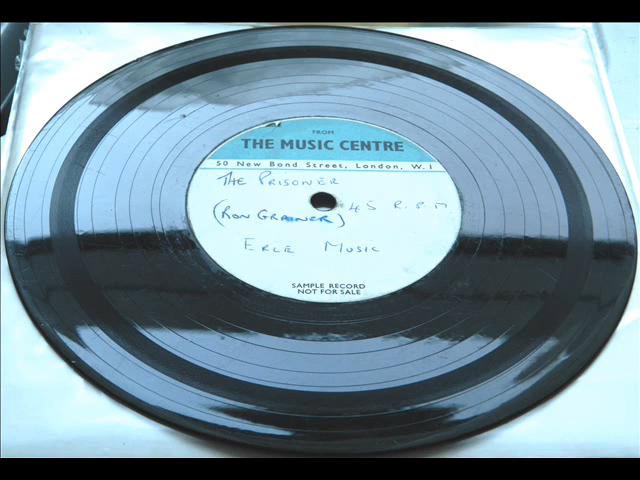 FROM
THE MUSIC CENTRE
50 New Bond Street, London, W.1
THE PRISONER
(RON GRAINER) 45 R.P.M
ERLE MUSIC
SAMPLE RECORD
NOT FOR SALE